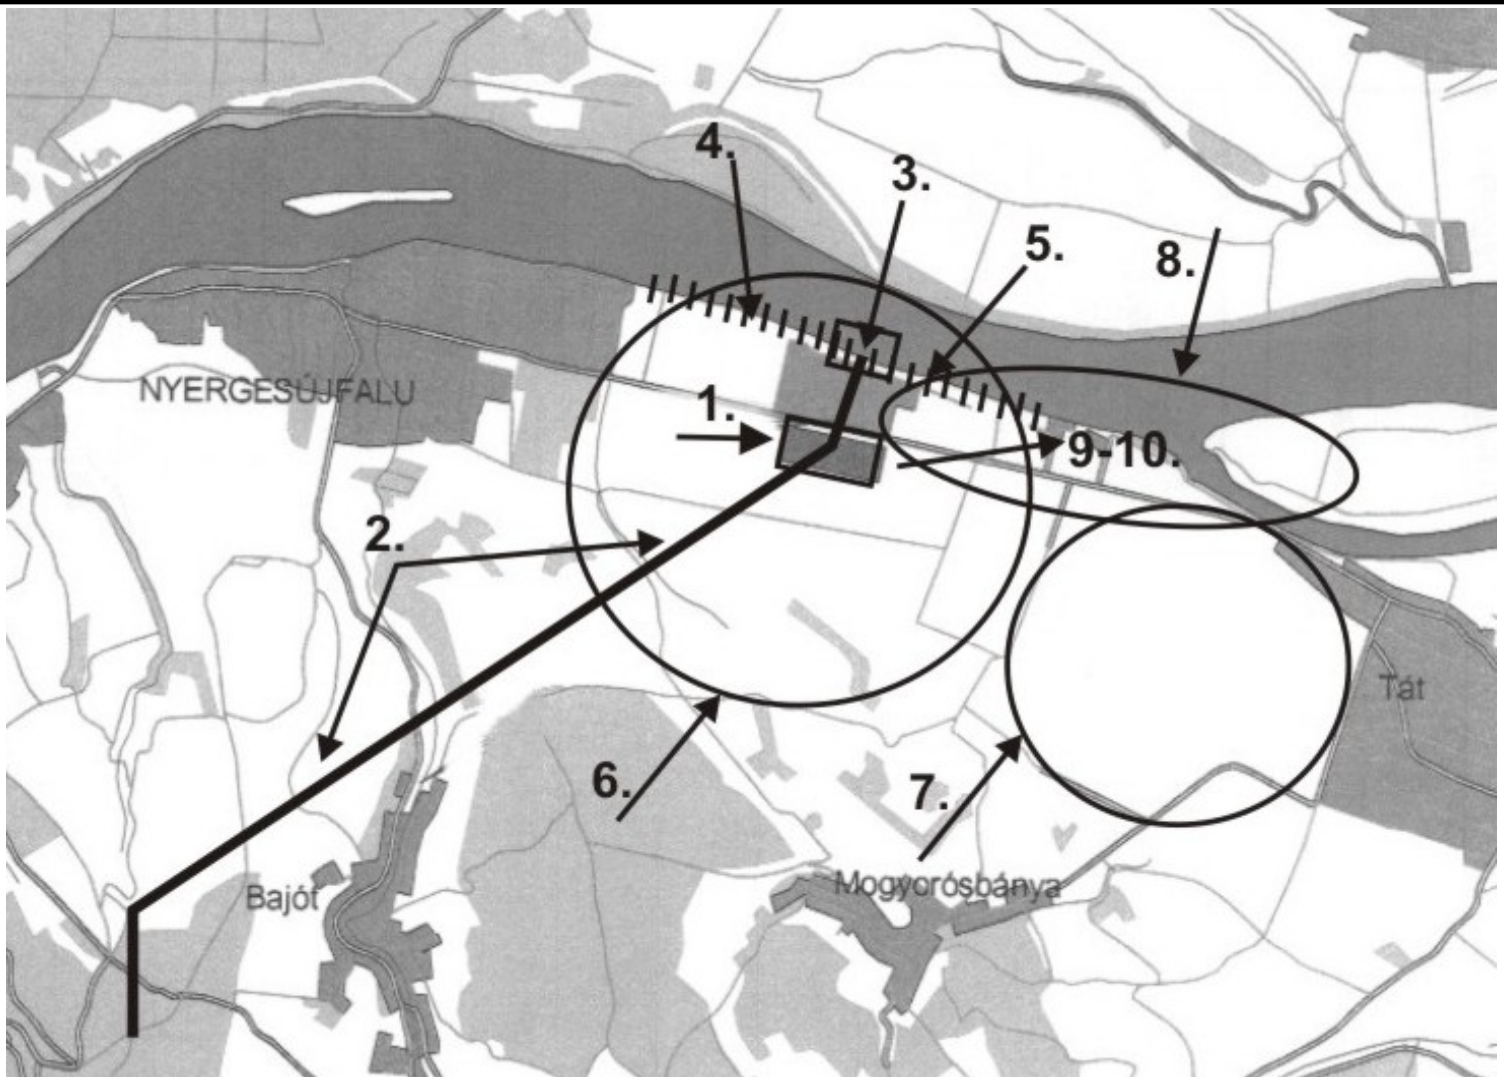 4.
3.
5.
8.
NYERGESÚJFALU
1.
9-10.
2.
Tát
6.
7.
Bajót
Mogyorósbánya